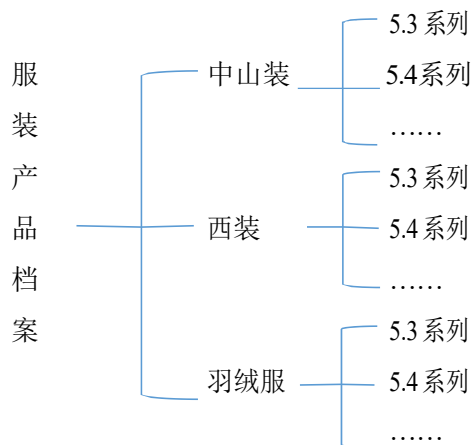 服装产品档案
中山装
5.3 系列
5.4系列
……
西装
5.3 系列
5.4 系列
……
羽绒服
5.3 系列
5.4 系列
……